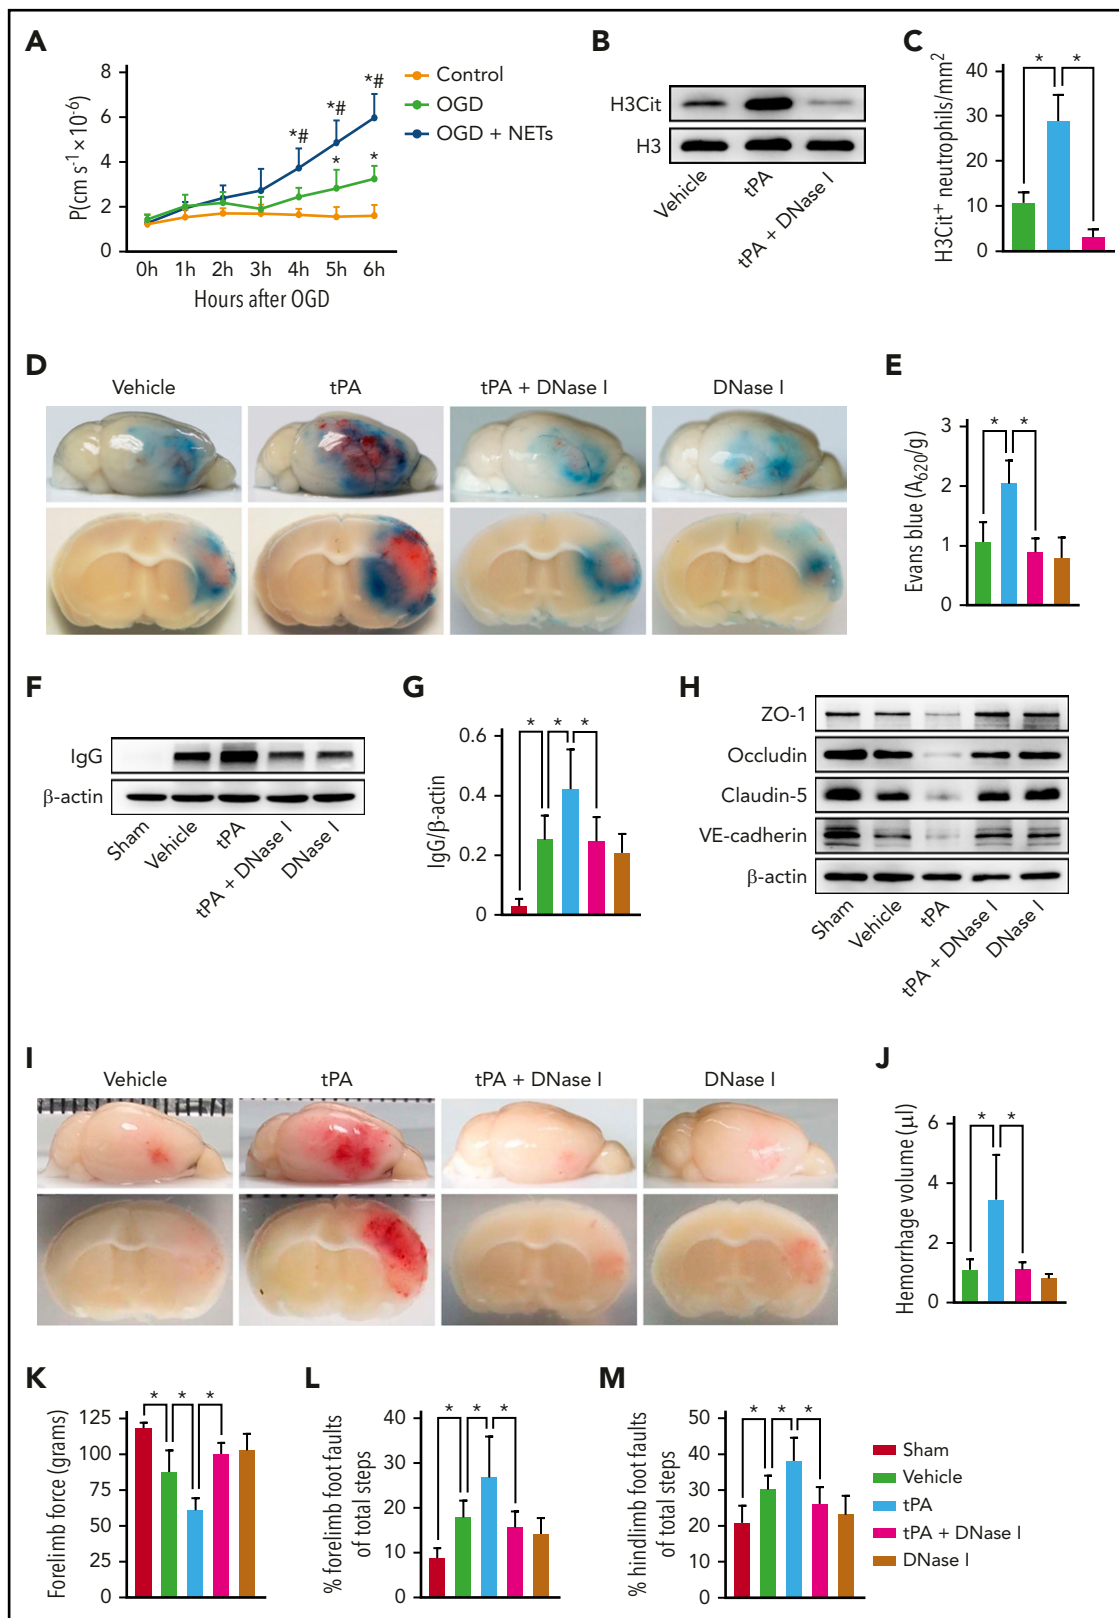 A
P(cm s⁻¹ × 10⁻⁶)
8
6
4
2
0
*#
*#
*#
*
*
0h 1h 2h 3h 4h 5h 6h
Hours after OGD
Control
OGD
OGD + NETs
B
H3Cit
H3
Vehicle
tPA
tPA + DNase I
C
H3Cit⁺ neutrophils/mm²
40
30
20
10
0
* *
D
Vehicle tPA tPA + DNase I DNase I
E
Evans blue (A₆₂₀/g)
3
2
1
0
* *
F
IgG
β-actin
Sham
Vehicle
tPA
tPA + DNase I
DNase I
G
IgG/β-actin
0.6
0.4
0.2
0
* * *
H
ZO-1
Occludin
Claudin-5
VE-cadherin
β-actin
Sham
Vehicle
tPA
tPA + DNase I
DNase I
I
Vehicle tPA tPA + DNase I DNase I
J
Hemorrhage volume (μl)
6
4
2
0
* *
K
Forelimb force (grams)
125
100
75
50
25
0
* * *
L
% forelimb foot faults
of total steps
40
30
20
10
0
* * *
M
% hindlimb foot faults
of total steps
50
40
30
20
10
0
* * *
Sham
Vehicle
tPA
tPA + DNase I
DNase I